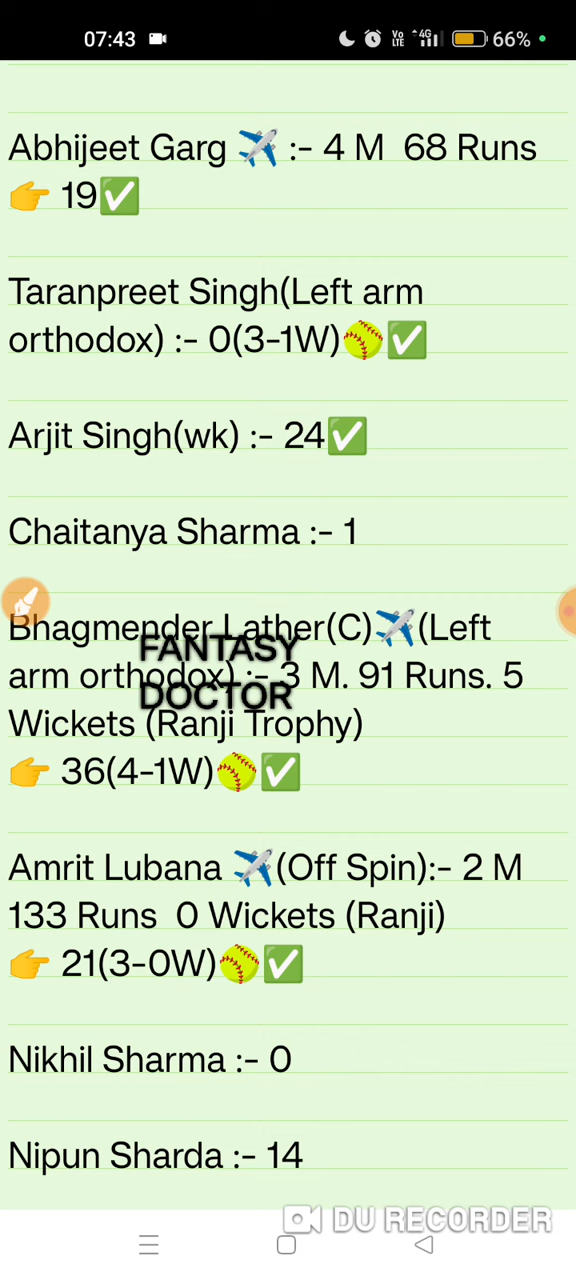 07:43 Vo LTE 4G 66%
Abhijeet Garg ✈️ :- 4 M 68 Runs
👉 19✅
Taranpreet Singh(Left arm
orthodox) :- 0(3-1W)🥎✅
Arjit Singh(wk) :- 24✅
Chaitanya Sharma :- 1
Bhagmender Lather(C)✈️(Left
FANTASY
arm orthodox) :- 3 M. 91 Runs. 5
DOCTOR
Wickets (Ranji Trophy)
👉 36(4-1W)🥎✅
Amrit Lubana ✈️(Off Spin):- 2 M
133 Runs 0 Wickets (Ranji)
👉 21(3-0W)🥎✅
Nikhil Sharma :- 0
Nipun Sharda :- 14
DU RECORDER